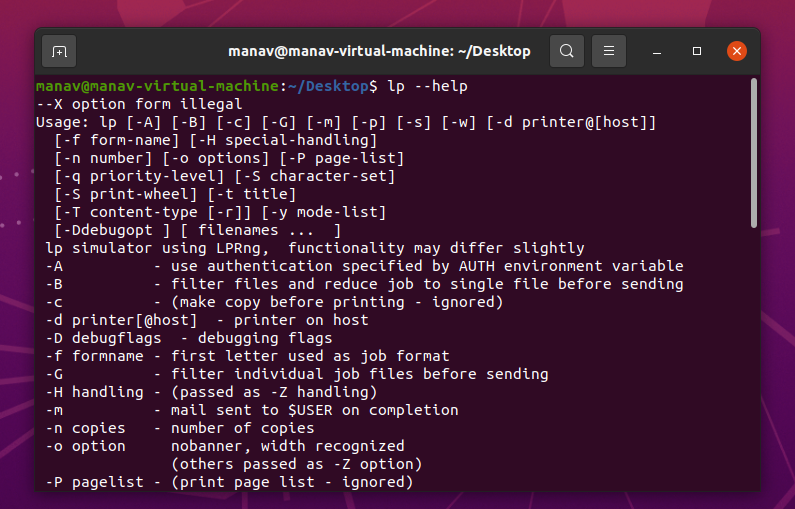 manav@manav-virtual-machine: ~/Desktop
manav@manav-virtual-machine:~/Desktop$ lp --help
--X option form illegal
Usage: lp [-A] [-B] [-c] [-G] [-m] [-p] [-s] [-w] [-d printer@[host]]
  [-f form-name] [-H special-handling]
  [-n number] [-o options] [-P page-list]
  [-q priority-level] [-S character-set]
  [-S print-wheel] [-t title]
  [-T content-type [-r]] [-y mode-list]
  [-Ddebugopt ] [ filenames ...  ]
 lp simulator using LPRng,  functionality may differ slightly
 -A          - use authentication specified by AUTH environment variable
 -B          - filter files and reduce job to single file before sending
 -c          - (make copy before printing - ignored)
 -d printer[@host]  - printer on host
 -D debugflags  - debugging flags
 -f formname - first letter used as job format
 -G          - filter individual job files before sending
 -H handling - (passed as -Z handling)
 -m          - mail sent to $USER on completion
 -n copies   - number of copies
 -o option     nobanner, width recognized
               (others passed as -Z option)
 -P pagelist - (print page list - ignored)